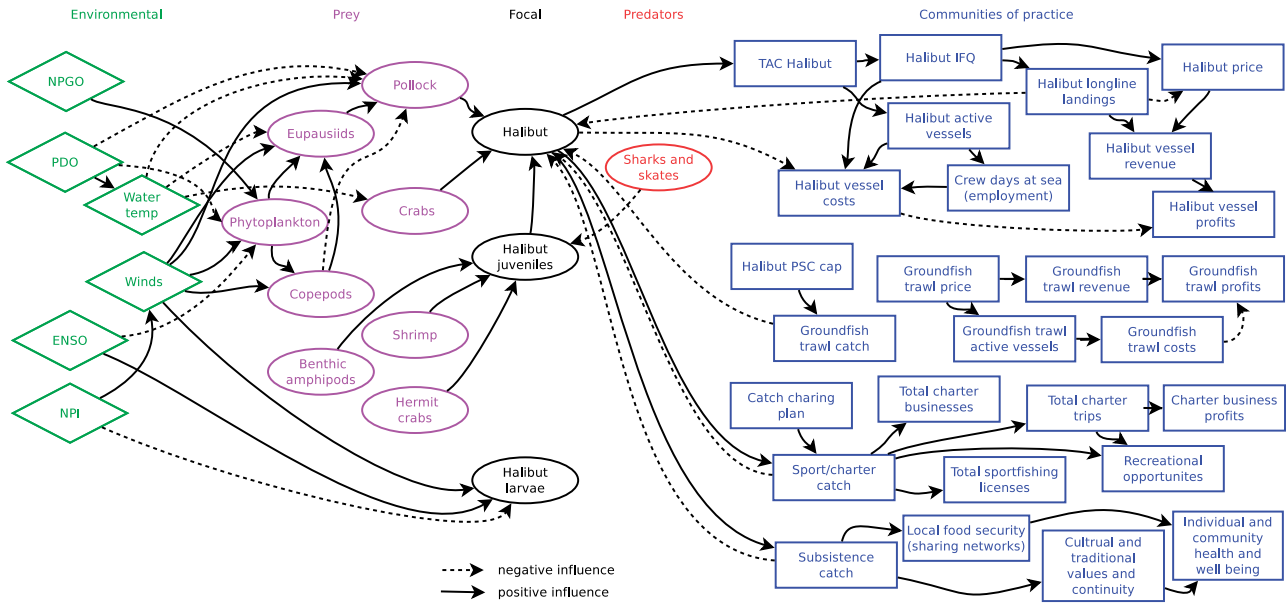 Environmental
Prey
Focal
Predators
Communities of practice
NPGO
PDO
Water
temp
Winds
ENSO
NPI
Pollock
Eupausiids
Phytoplankton
Crabs
Copepods
Shrimp
Benthic
amphipods
Hermit
crabs
Halibut
Halibut
juveniles
Halibut
larvae
Sharks and
skates
TAC Halibut
Halibut IFQ
Halibut price
Halibut longline
landings
Halibut active
vessels
Halibut vessel
revenue
Halibut vessel
costs
Crew days at sea
(employment)
Halibut vessel
profits
Halibut PSC cap
Groundfish
trawl catch
Groundfish
trawl price
Groundfish
trawl revenue
Groundfish
trawl profits
Groundfish trawl
active vessels
Groundfish
trawl costs
Catch charing
plan
Total charter
businesses
Total charter
trips
Charter business
profits
Sport/charter
catch
Total sportfishing
licenses
Recreational
opportunites
Subsistence
catch
Local food security
(sharing networks)
Cultrual and
traditional
values and
continuity
Individual and
community
health and
well being
negative influence
positive influence